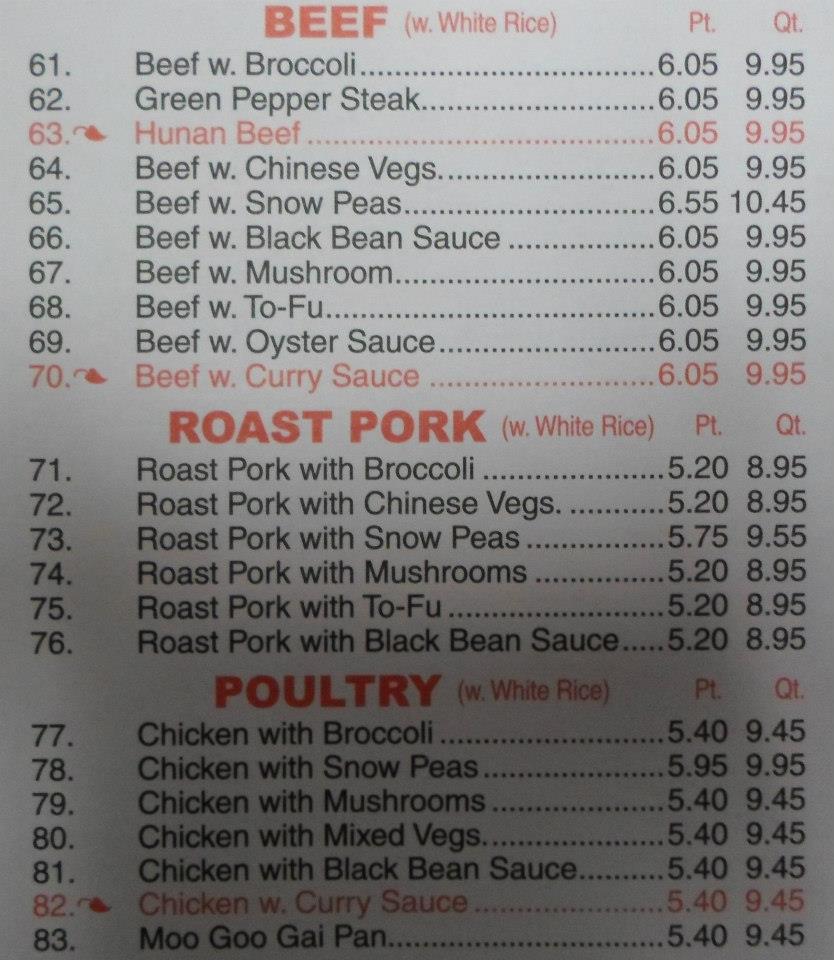 BEEF (w. White Rice) Pt. Qt.
61. Beef w. Broccoli..............................6.05 9.95
62. Green Pepper Steak........................6.05 9.95
63. Hunan Beef ....................................6.05 9.95
64. Beef w. Chinese Vegs......................6.05 9.95
65. Beef w. Snow Peas..........................6.55 10.45
66. Beef w. Black Bean Sauce ...............6.05 9.95
67. Beef w. Mushroom...........................6.05 9.95
68. Beef w. To-Fu..................................6.05 9.95
69. Beef w. Oyster Sauce......................6.05 9.95
70. Beef w. Curry Sauce .......................6.05 9.95
ROAST PORK (w. White Rice) Pt. Qt.
71. Roast Pork with Broccoli ..................5.20 8.95
72. Roast Pork with Chinese Vegs. .........5.20 8.95
73. Roast Pork with Snow Peas ..............5.75 9.55
74. Roast Pork with Mushrooms .............5.20 8.95
75. Roast Pork with To-Fu ......................5.20 8.95
76. Roast Pork with Black Bean Sauce.....5.20 8.95
POULTRY (w. White Rice) Pt. Qt.
77. Chicken with Broccoli .......................5.40 9.45
78. Chicken with Snow Peas ..................5.95 9.95
79. Chicken with Mushrooms .................5.40 9.45
80. Chicken with Mixed Vegs..................5.40 9.45
81. Chicken with Black Bean Sauce.........5.40 9.45
82. Chicken w. Curry Sauce ...................5.40 9.45
83. Moo Goo Gai Pan............................5.40 9.45